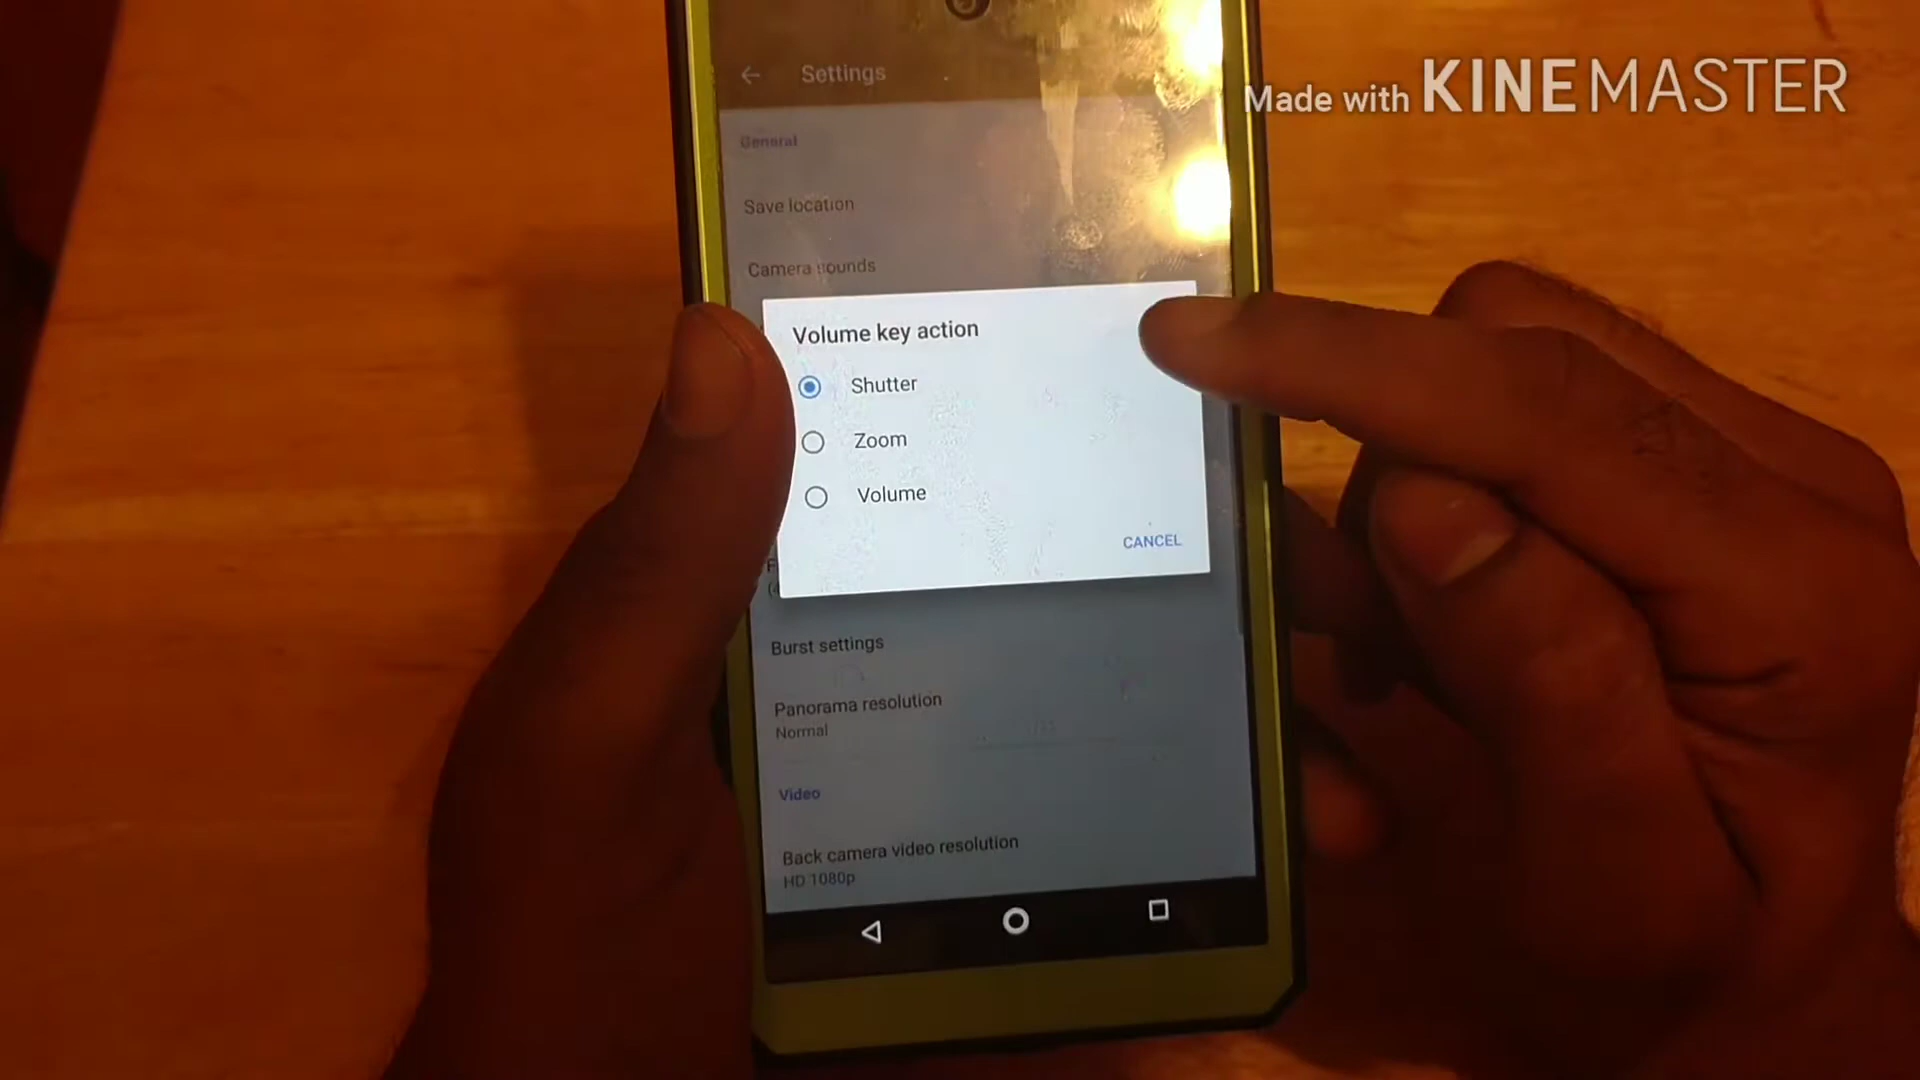 Settings
Made with KINEMASTER
General
Save location
Camera sounds
Volume key action
Shutter
Zoom
Volume
CANCEL
Burst settings
Panorama resolution
Normal
Video
Back camera video resolution
HD 1080p